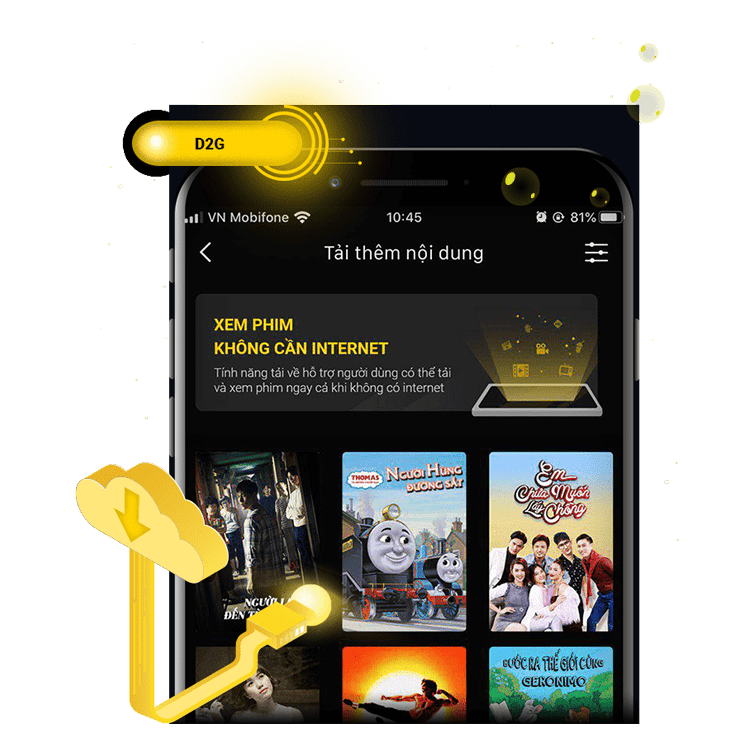 D2G
VN Mobifone
10:45
81%
Tải thêm nội dung
XEM PHIM
KHÔNG CẦN INTERNET
Tính năng tải về hỗ trợ người dùng có thể tải
và xem phim ngay cả khi không có internet
THOMAS
NGƯỜI HÙNG
ĐƯỜNG SẮT
Em
Chưa Muốn
Lấy Chồng
NGƯỜI
ĐẾN
BƯỚC RA THẾ GIỚI CÙNG
GERONIMO